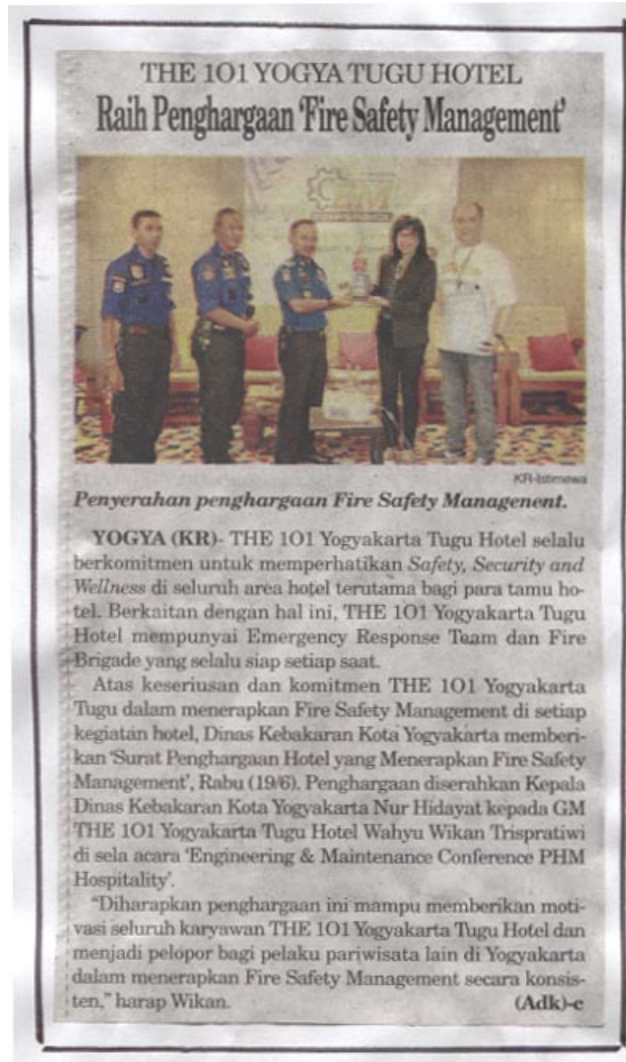 THE 1O1 YOGYA TUGU HOTEL
Raih Penghargaan 'Fire Safety Management'
KR-Istimewa
Penyerahan penghargaan Fire Safety Managenent.
YOGYA (KR)- THE 1O1 Yogyakarta Tugu Hotel selalu
berkomitmen untuk memperhatikan Safety, Security and
Wellness di seluruh area hotel terutama bagi para tamu ho-
tel. Berkaitan dengan hal ini, THE 1O1 Yogyakarta Tugu
Hotel mempunyai Emergency Response Team dan Fire
Brigade yang selalu siap setiap saat.
Atas keseriusan dan komitmen THE 1O1 Yogyakarta
Tugu dalam menerapkan Fire Safety Management di setiap
kegiatan hotel, Dinas Kebakaran Kota Yogyakarta memberi-
kan 'Surat Penghargaan Hotel yang Menerapkan Fire Safety
Management', Rabu (19/6). Penghargaan diserahkan Kepala
Dinas Kebakaran Kota Yogyakarta Nur Hidayat kepada GM
THE 1O1 Yogyakarta Tugu Hotel Wahyu Wikan Trispratiwi
di sela acara 'Engineering & Maintenance Conference PHM
Hospitality'.
"Diharapkan penghargaan ini mampu memberikan moti-
vasi seluruh karyawan THE 1O1 Yogyakarta Tugu Hotel dan
menjadi pelopor bagi pelaku pariwisata lain di Yogyakarta
dalam menerapkan Fire Safety Management secara konsis-
ten," harap Wikan. (Adk)-c